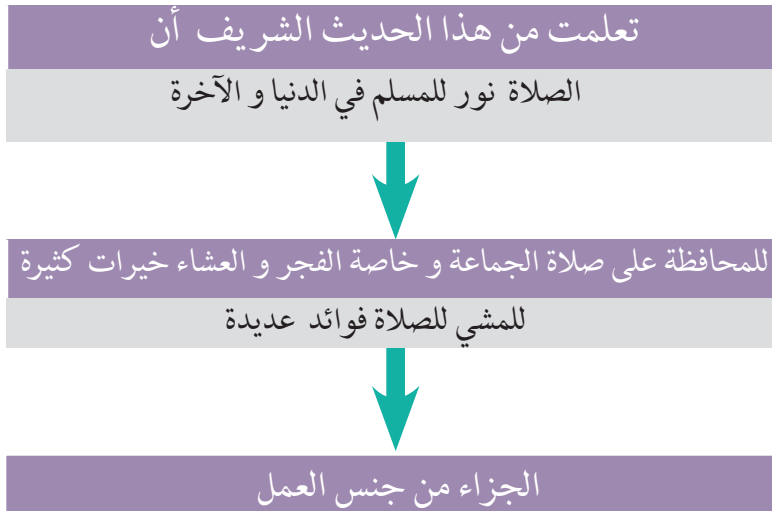 تعلمت من هذا الحديث الشريف أن
الصلاة نور للمسلم في الدنيا و الآخرة
للمحافظة على صلاة الجماعة و خاصة الفجر و العشاء خيرات كثيرة
للمشي للصلاة فوائد عديدة
الجزاء من جنس العمل